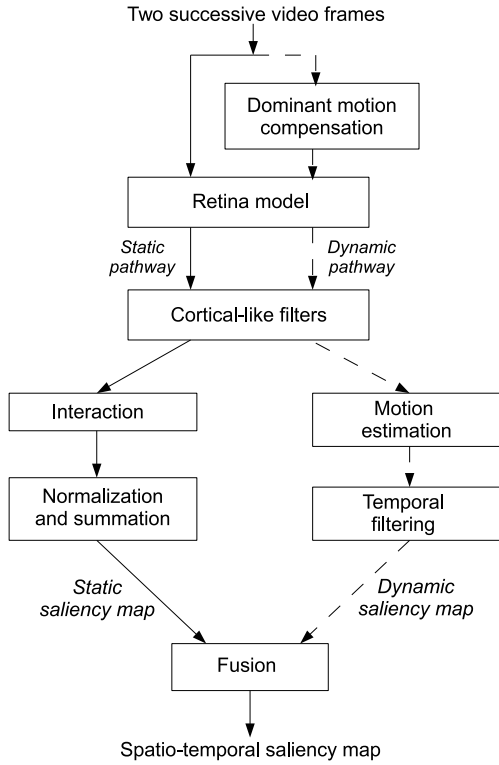 Two successive video frames
Dominant motion
compensation
Retina model
Static
pathway
Dynamic
pathway
Cortical-like filters
Interaction
Motion
estimation
Normalization
and summation
Temporal
filtering
Static
saliency map
Dynamic
saliency map
Fusion
Spatio-temporal saliency map